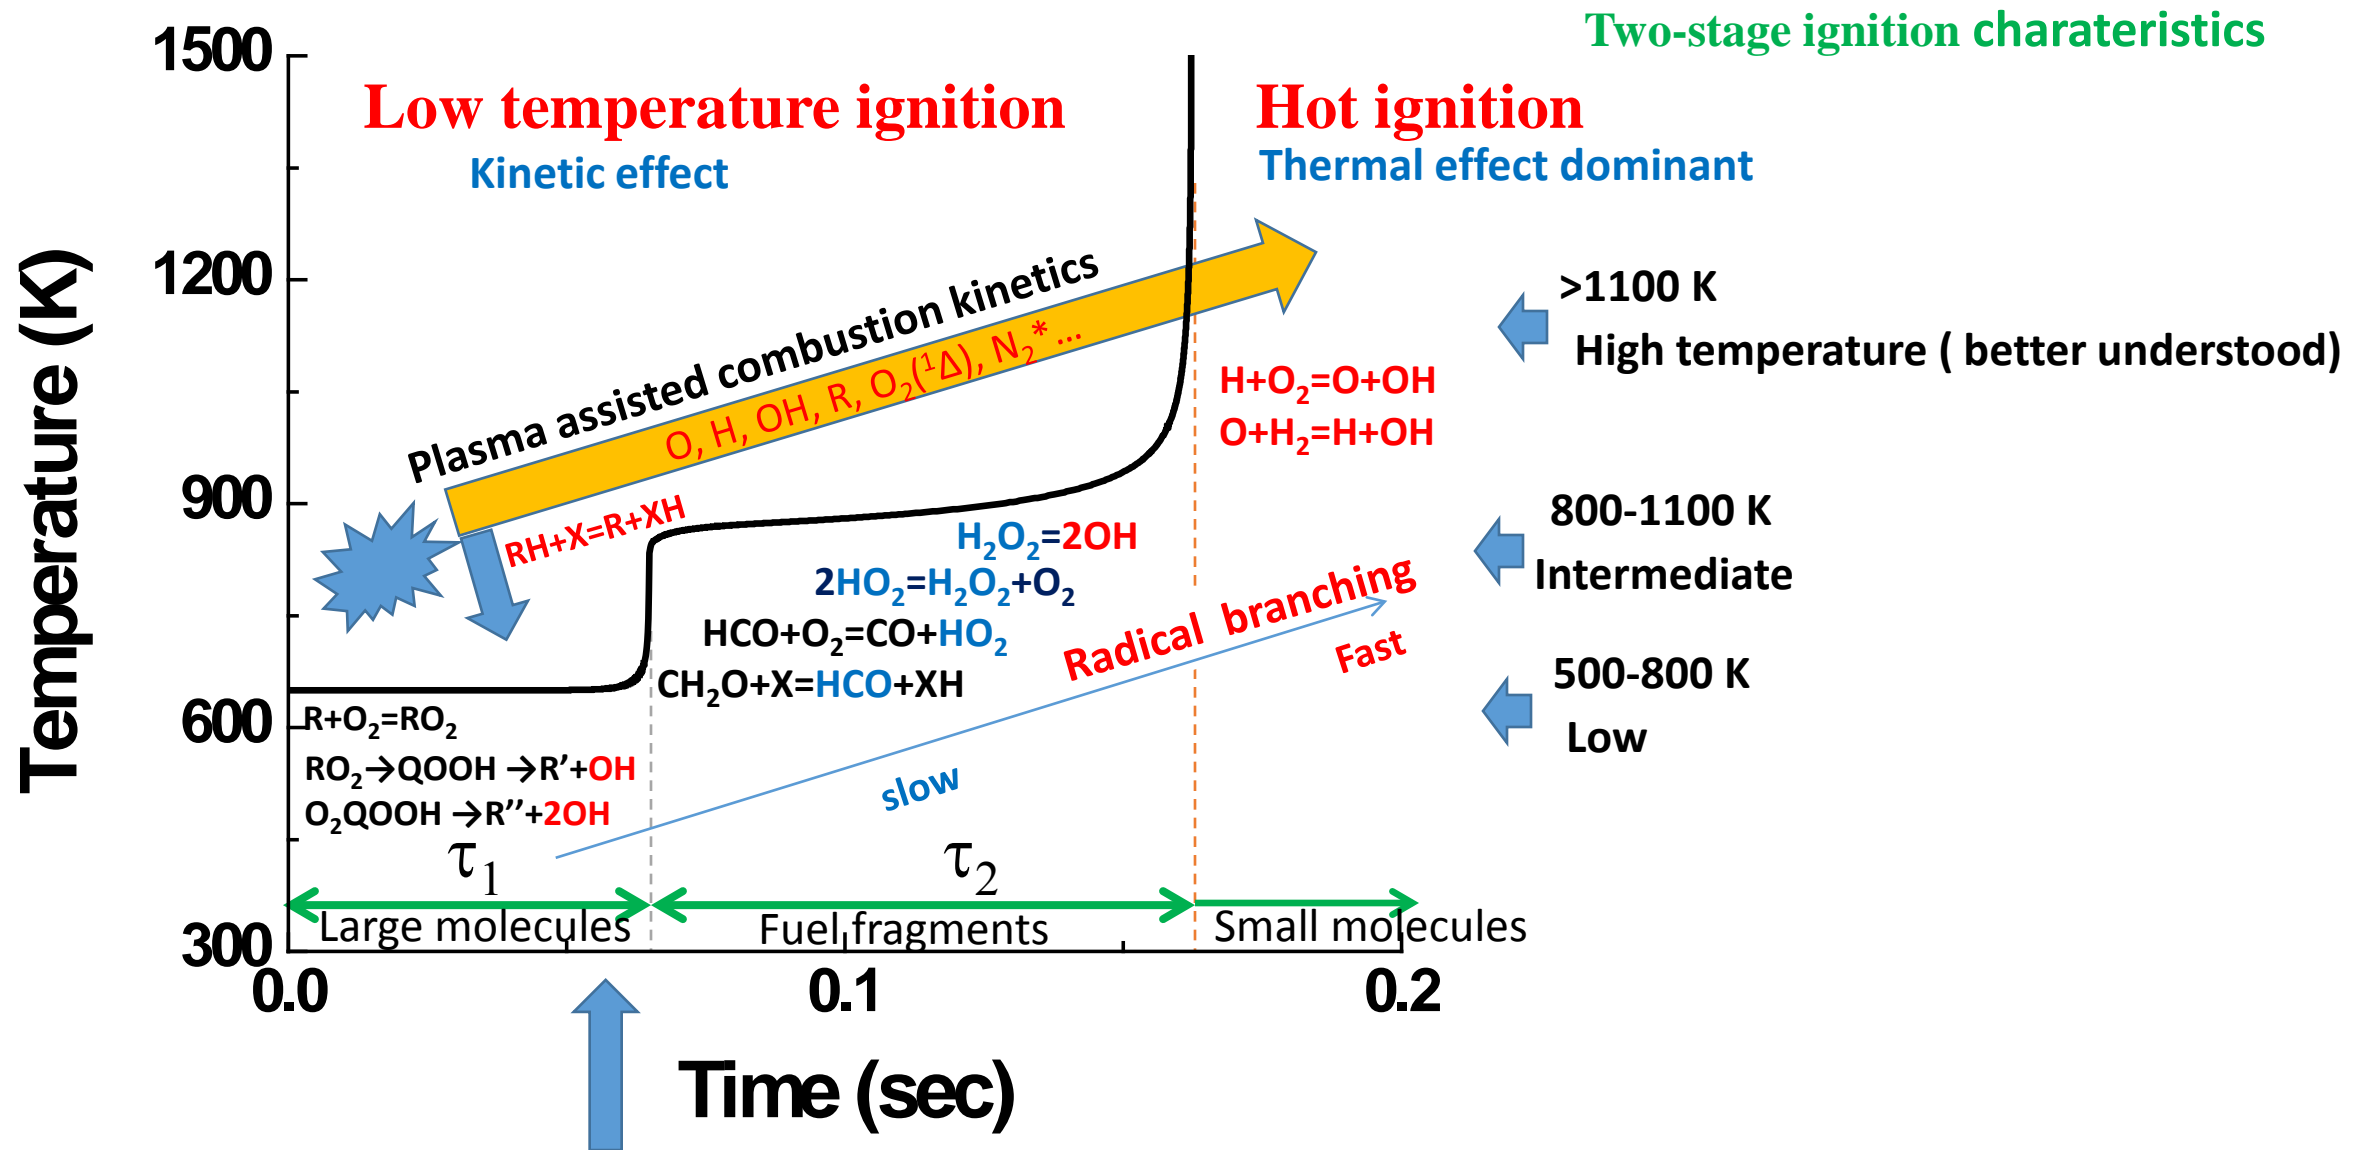 Two-stage ignition charateristics
1500
Low temperature ignition
Hot ignition
Kinetic effect
Thermal effect dominant
1200
Plasma assisted combustion kinetics
O, H, OH, R, O₂(¹Δ), N₂*...
>1100 K
High temperature ( better understood)
H+O₂=O+OH
O+H₂=H+OH
900
RH+X=R+XH
800-1100 K
Intermediate
H₂O₂=2OH
2HO₂=H₂O₂+O₂
HCO+O₂=CO+HO₂
CH₂O+X=HCO+XH
Radical branching
Fast
slow
500-800 K
Low
600
R+O₂=RO₂
RO₂→QOOH →R’+OH
O₂QOOH →R’’+2OH
τ₁
τ₂
Large molecules
Fuel fragments
Small molecules
300
0.0
0.1
0.2
Temperature (K)
Time (sec)